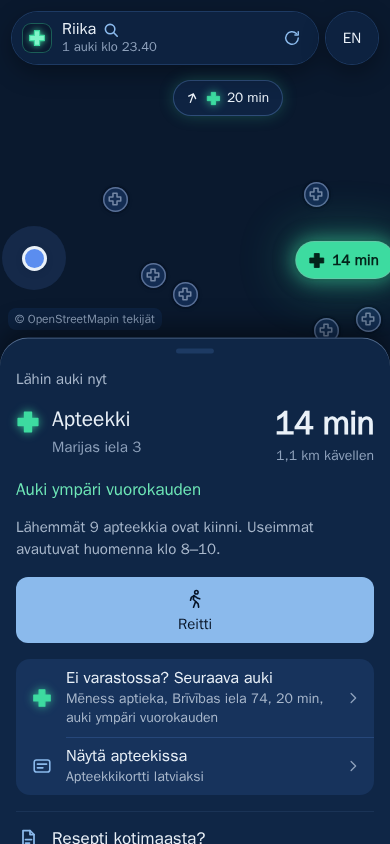 Riika
1 auki klo 23.40
EN
20 min
14 min
© OpenStreetMapin tekijät
Lähin auki nyt
Apteekki
14 min
Marijas iela 3
1,1 km kävellen
Auki ympäri vuorokauden
Lähemmät 9 apteekkia ovat kiinni. Useimmat
avautuvat huomenna klo 8–10.
Reitti
Ei varastossa? Seuraava auki
Mēness aptieka, Brīvības iela 74, 20 min,
auki ympäri vuorokauden
Näytä apteekissa
Apteekkikortti latviaksi
Resepti kotimaasta?